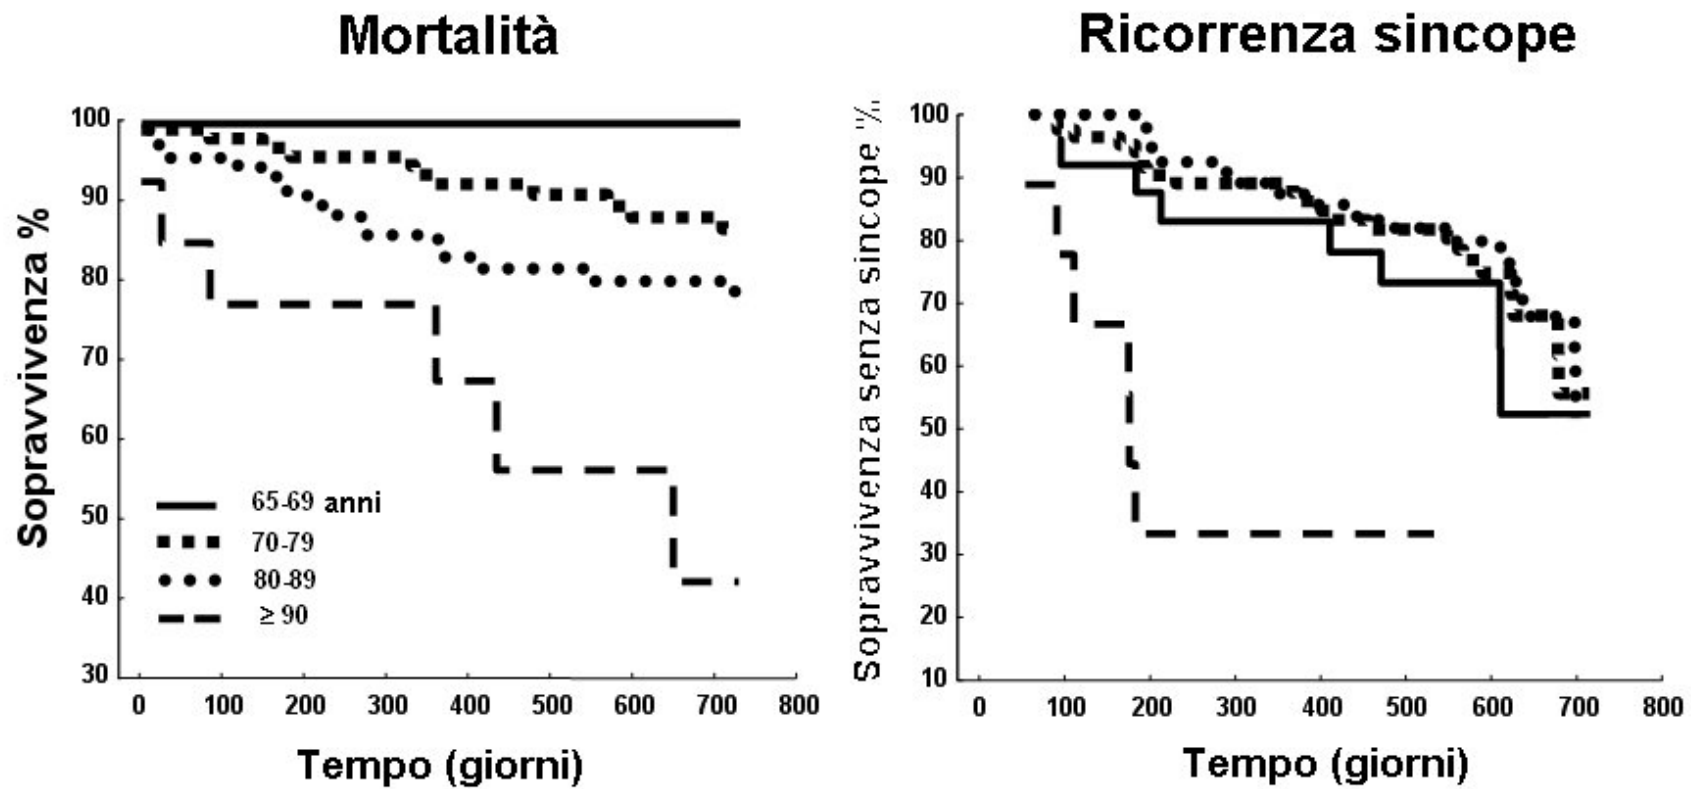 Mortalità
Sopravvivenza %
100
90
80
70
60
50
40
30
65-69 anni
70-79
80-89
≥ 90
0 100 200 300 400 500 600 700 800
Tempo (giorni)
Ricorrenza sincope
Sopravvivenza senza sincope "%
100
90
80
70
60
50
40
30
20
10
0 100 200 300 400 500 600 700 800
Tempo (giorni)